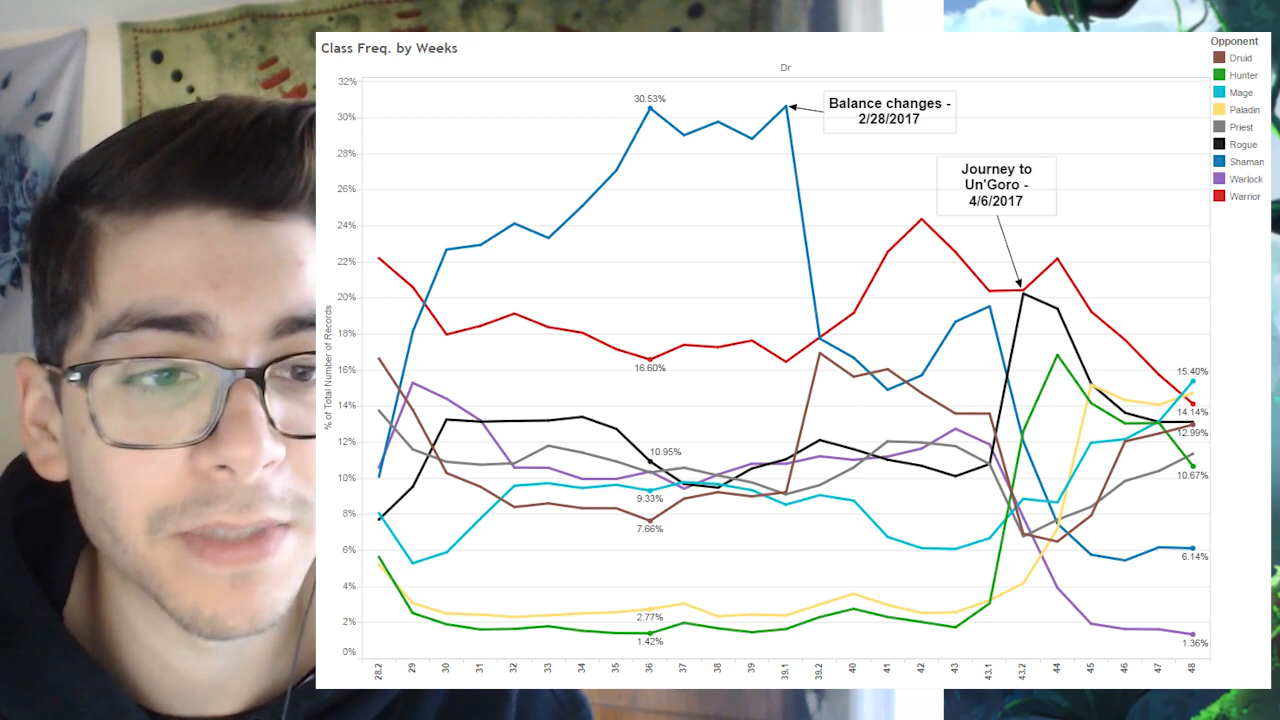 Class Freq. by Weeks
Dr
% of Total Number of Records
32%
30%
28%
26%
24%
22%
20%
18%
16%
14%
12%
10%
8%
6%
4%
2%
0%
30.53%
16.60%
10.95%
9.33%
7.66%
2.77%
1.42%
Balance changes -
2/28/2017
Journey to
Un'Goro -
4/6/2017
15.40%
14.14%
12.99%
10.67%
6.14%
1.36%
28.2 29 30 31 32 33 34 35 36 37 38 39 39.1 39.2 40 41 42 43 43.1 43.2 44 45 46 47 48
Opponent
Druid
Hunter
Mage
Paladin
Priest
Rogue
Shaman
Warlock
Warrior